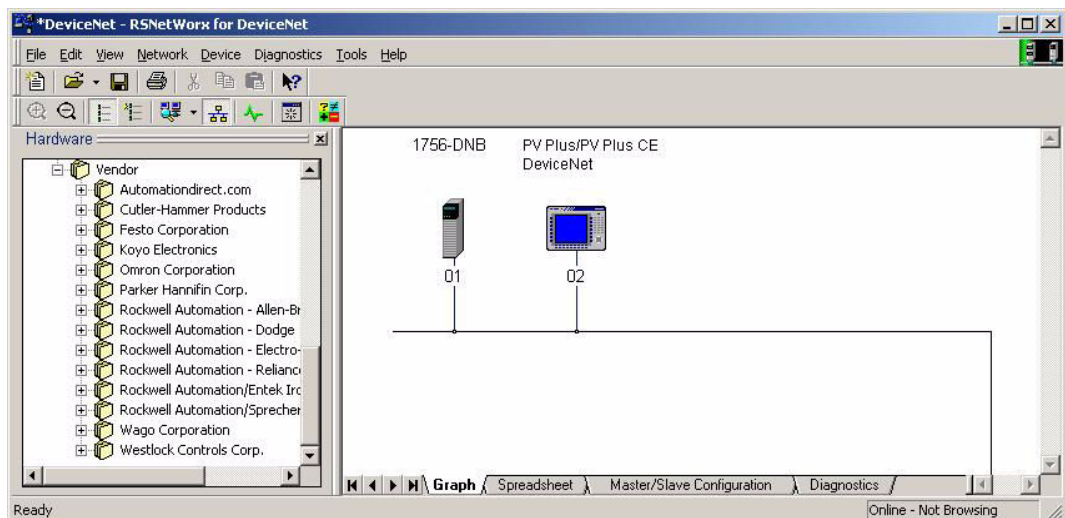 *DeviceNet - RSNetWorx for DeviceNet
File Edit View Network Device Diagnostics Tools Help
Hardware
Vendor
Automationdirect.com
Cutler-Hammer Products
Festo Corporation
Koyo Electronics
Omron Corporation
Parker Hannifin Corp.
Rockwell Automation - Allen-Br
Rockwell Automation - Dodge
Rockwell Automation - Electro-
Rockwell Automation - Relianc
Rockwell Automation/Entek Irc
Rockwell Automation/Sprecher
Wago Corporation
Westlock Controls Corp.
1756-DNB
PV Plus/PV Plus CE
DeviceNet
01
02
Graph Spreadsheet Master/Slave Configuration Diagnostics
Ready
Online - Not Browsing